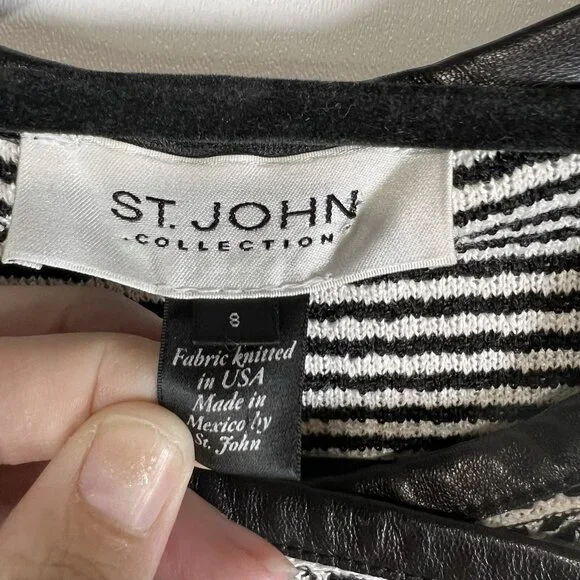 ST. JOHN
·COLLECTION·
8
Fabric knitted
in USA
Made in
Mexico by
St. John